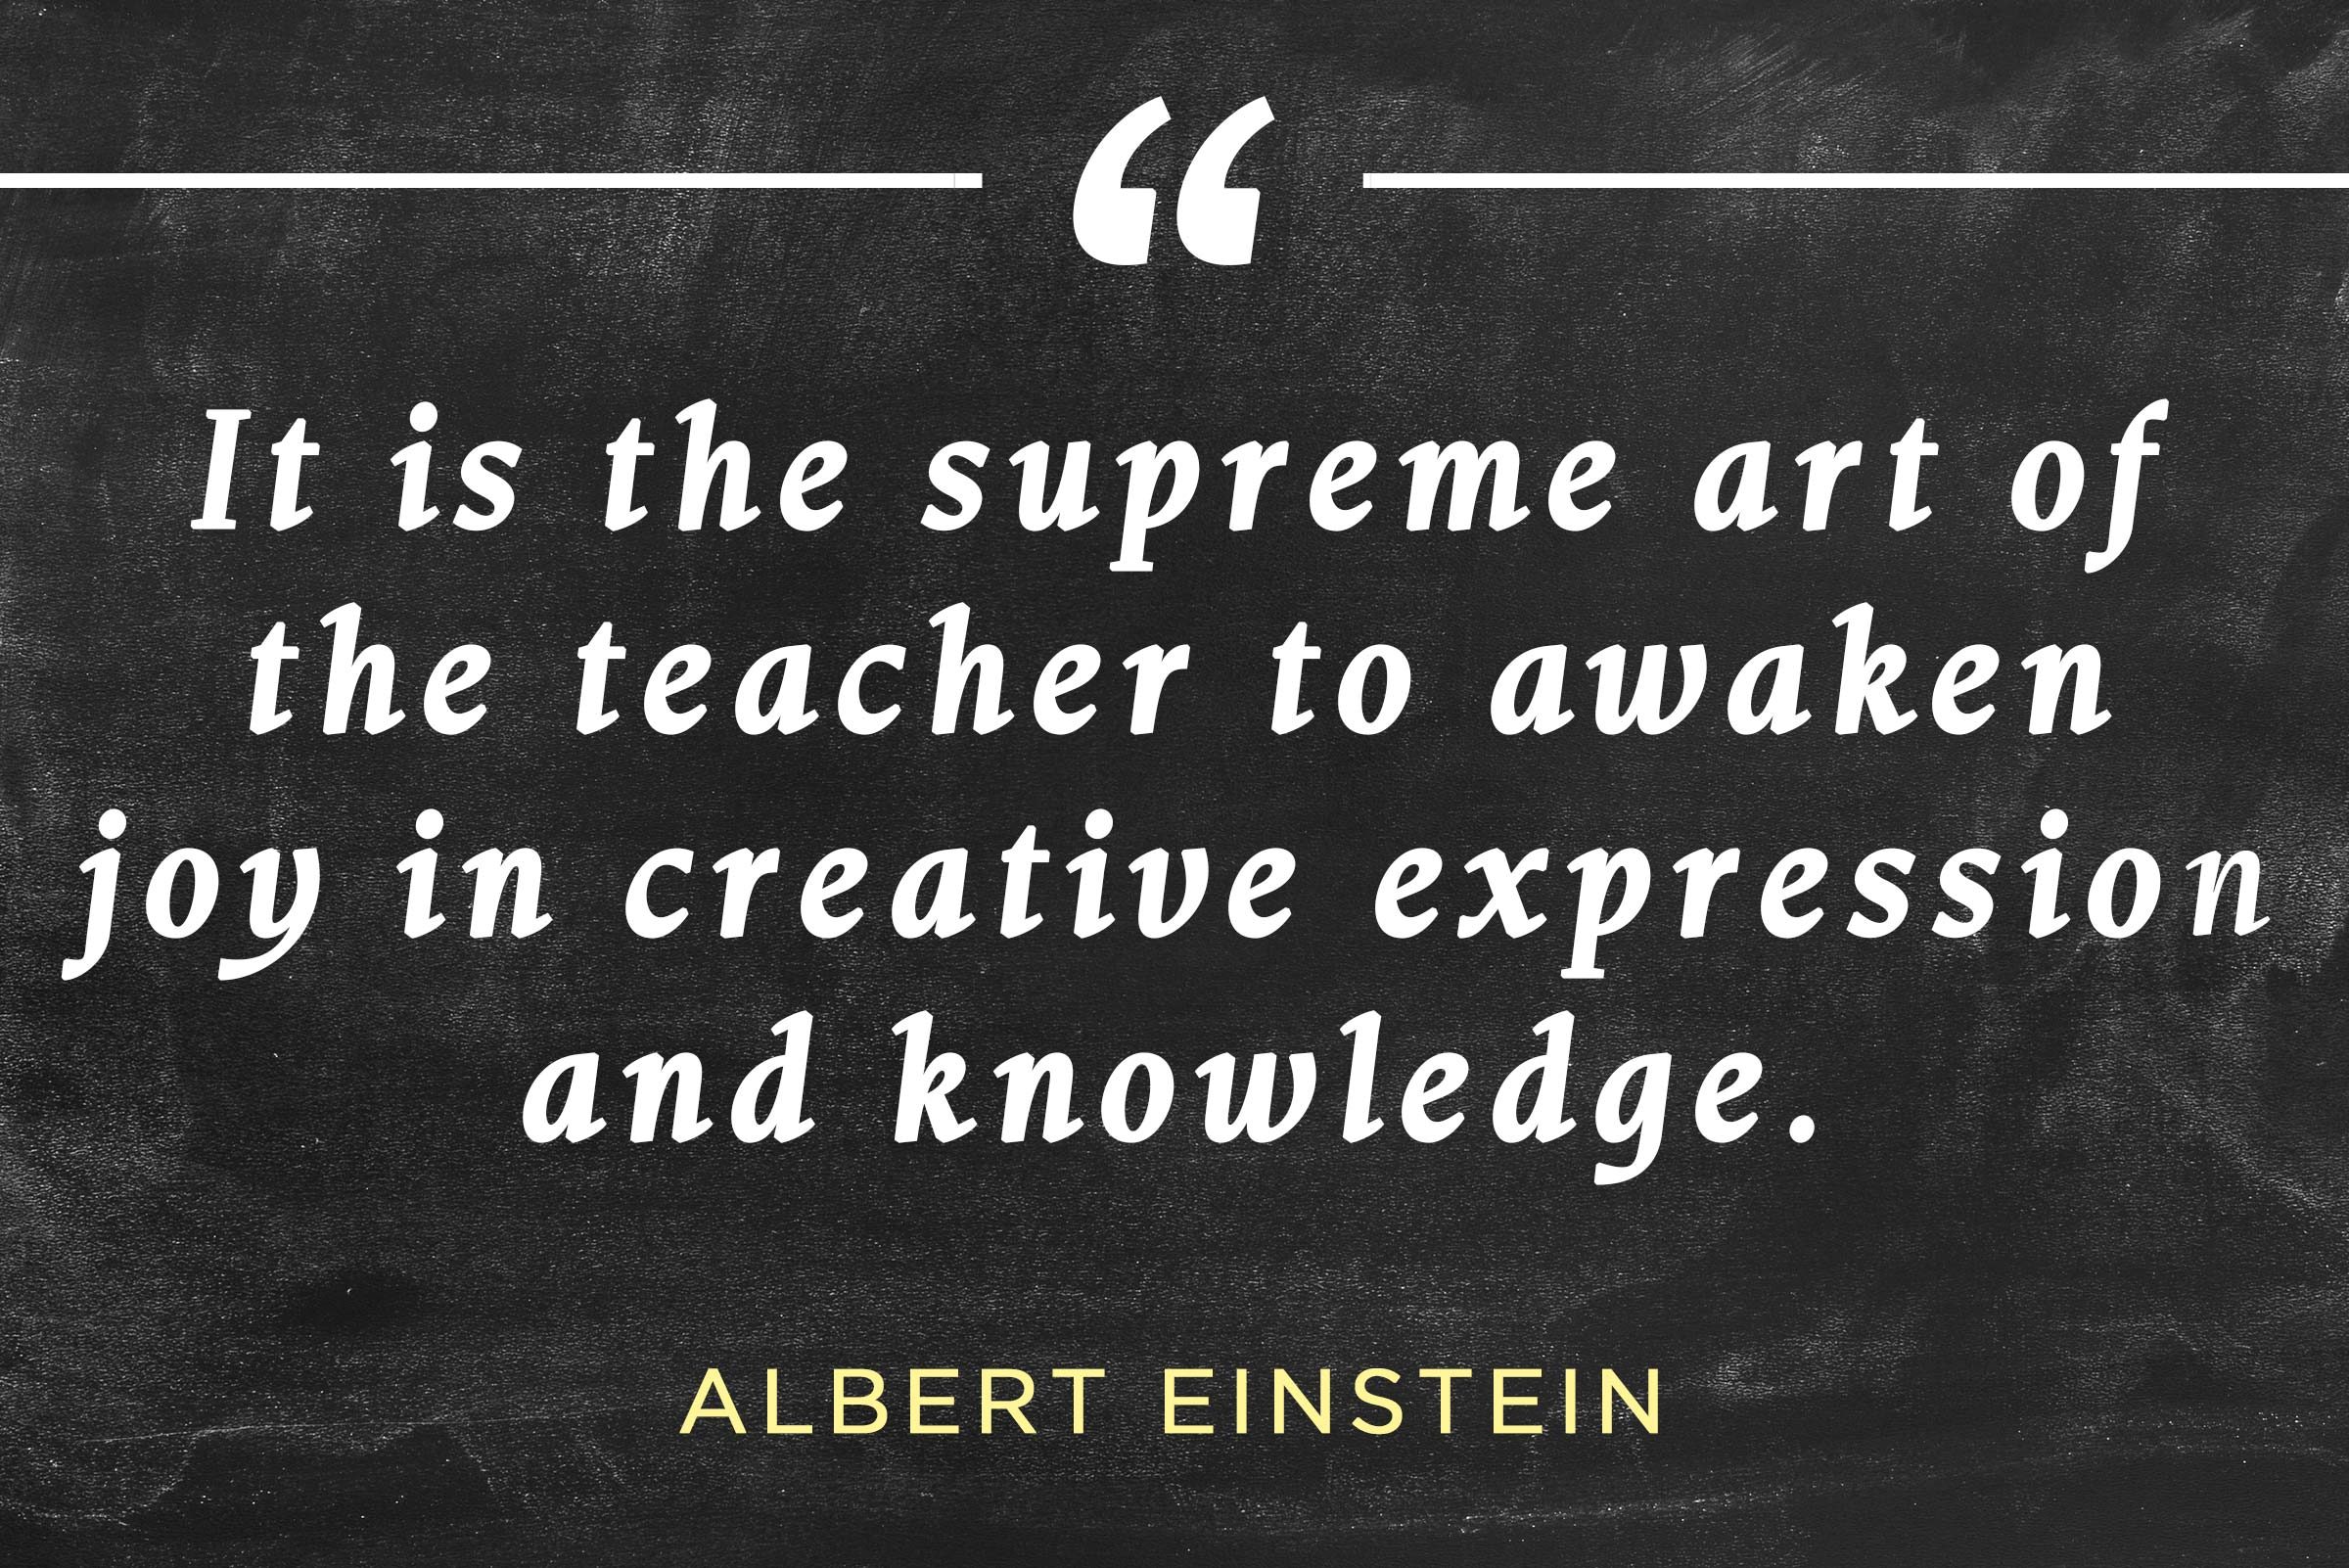 “
It is the supreme art of
the teacher to awaken
joy in creative expression
and knowledge.
ALBERT EINSTEIN